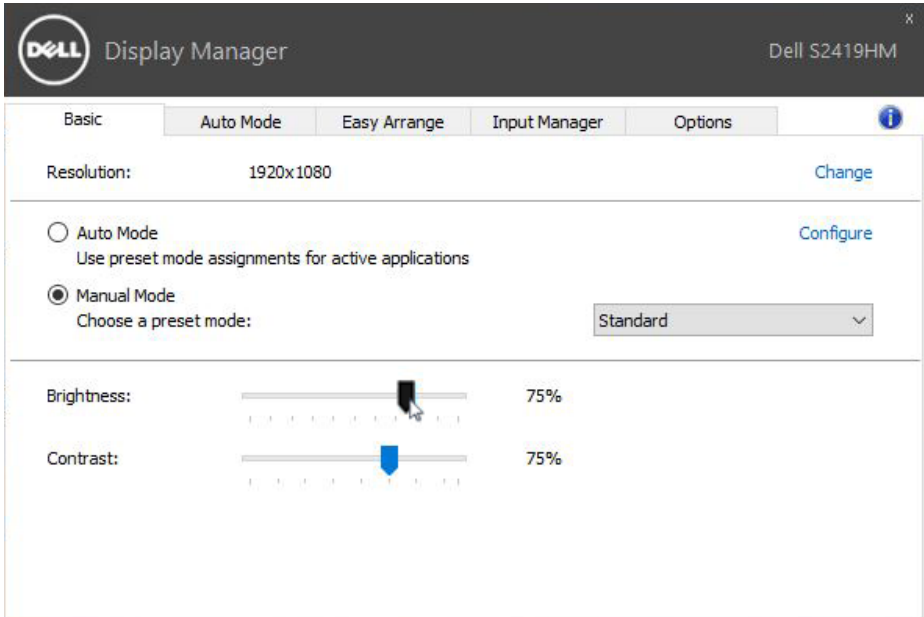 x
DELL Display Manager Dell S2419HM
Basic Auto Mode Easy Arrange Input Manager Options i
Resolution: 1920x1080 Change
Auto Mode Configure
Use preset mode assignments for active applications
Manual Mode
Choose a preset mode: Standard
Brightness: 75%
Contrast: 75%